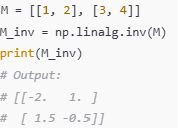 M = [[1, 2], [3, 4]]
M_inv = np.linalg.inv(M)
print(M_inv)
# Output:
# [[-2.   1. ]
#  [ 1.5 -0.5]]